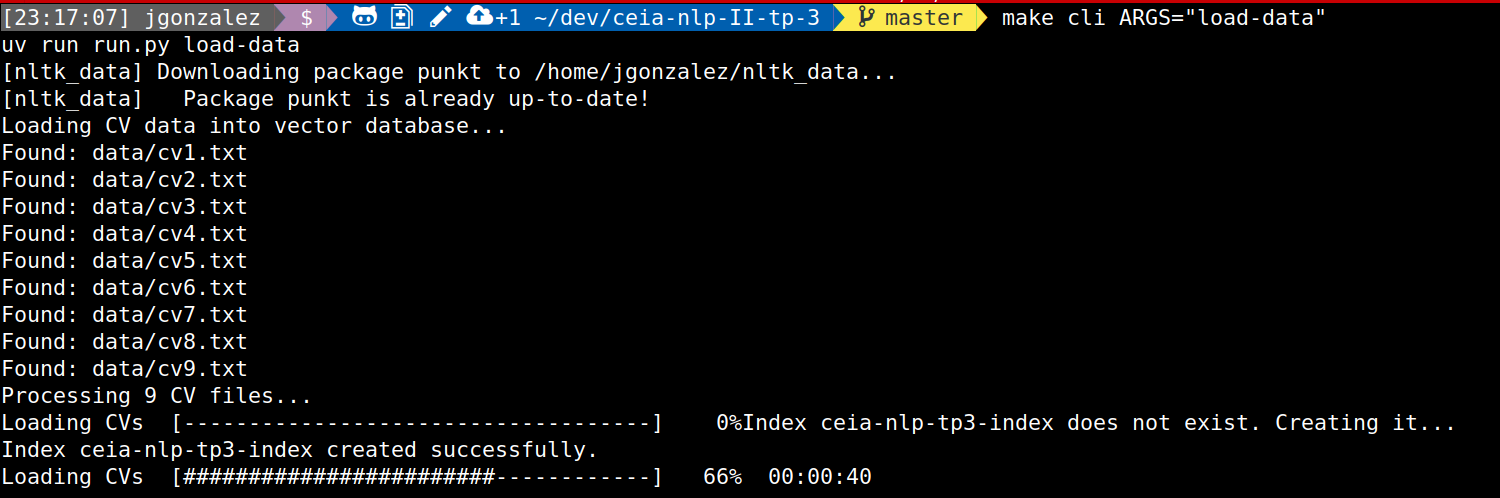 [23:17:07] jgonzalez $ +1 ~/dev/ceia-nlp-II-tp-3 master make cli ARGS="load-data"
uv run run.py load-data
[nltk_data] Downloading package punkt to /home/jgonzalez/nltk_data...
[nltk_data]   Package punkt is already up-to-date!
Loading CV data into vector database...
Found: data/cv1.txt
Found: data/cv2.txt
Found: data/cv3.txt
Found: data/cv4.txt
Found: data/cv5.txt
Found: data/cv6.txt
Found: data/cv7.txt
Found: data/cv8.txt
Found: data/cv9.txt
Processing 9 CV files...
Loading CVs  [------------------------------------]    0%Index ceia-nlp-tp3-index does not exist. Creating it...
Index ceia-nlp-tp3-index created successfully.
Loading CVs  [########################------------]   66%  00:00:40